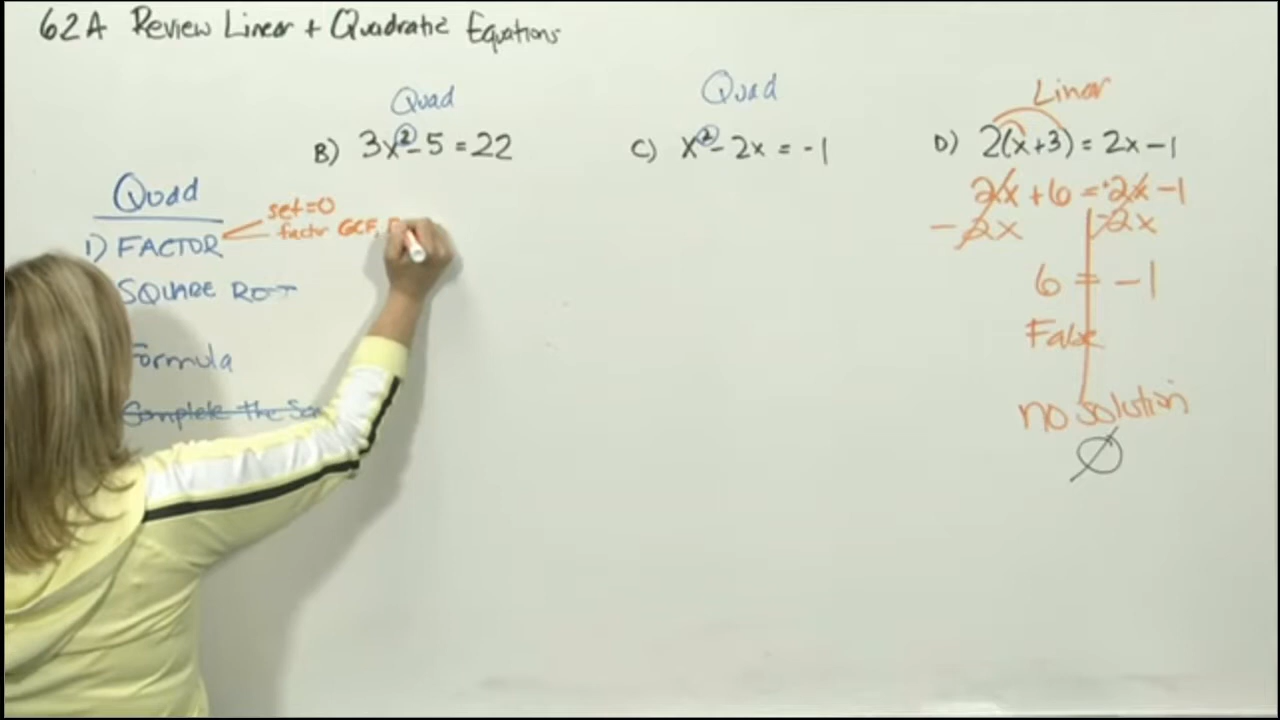 62A Review Linear + Quadratic Equations
Quad
B) 3x²-5 = 22
Quad
C) x² - 2x = -1
Linear
D) 2(x+3) = 2x-1
2x + 6 = 2x - 1
-2x -2x
6 = -1
False
no solution
∅
Quad
1) FACTOR
set=0
factor GCF,
SQUARE ROOT
Formula
Complete the